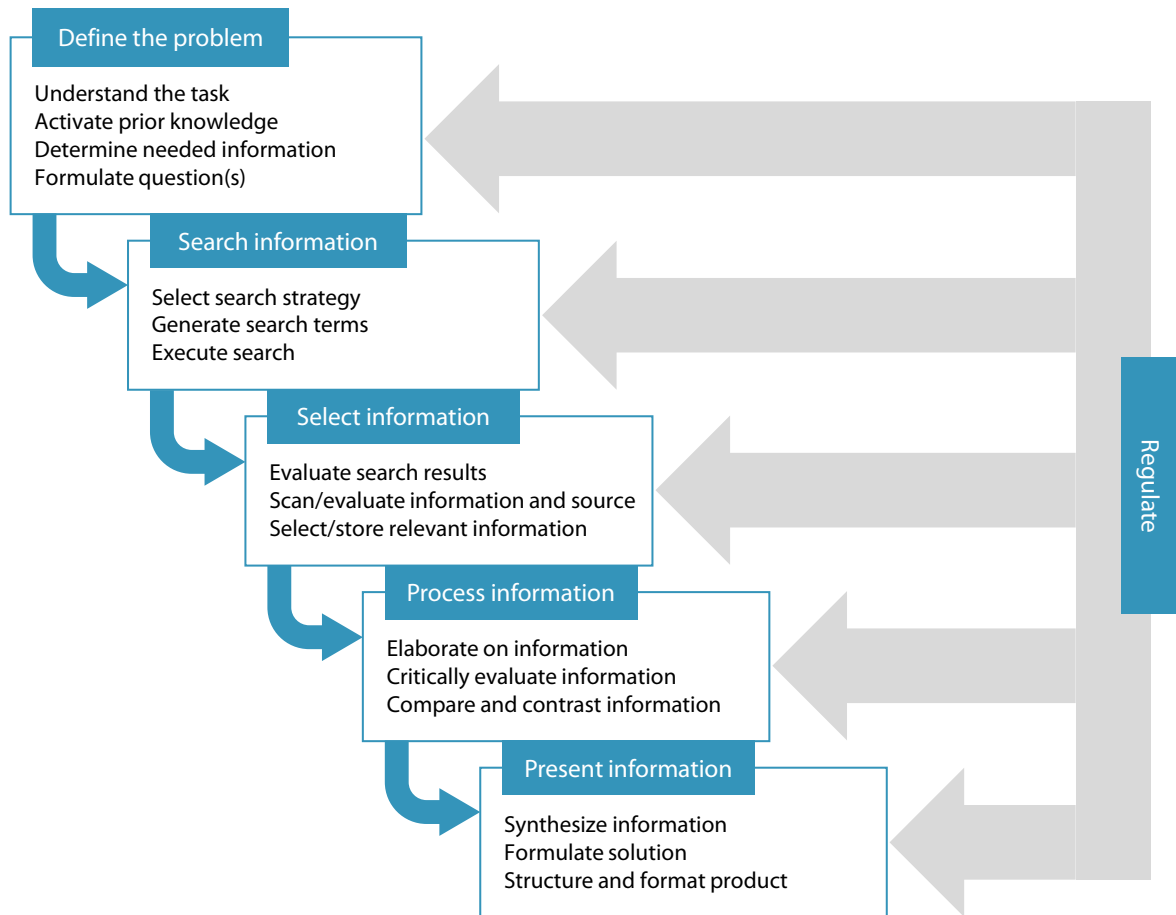 Define the problem
Understand the task
Activate prior knowledge
Determine needed information
Formulate question(s)
Search information
Select search strategy
Generate search terms
Execute search
Select information
Evaluate search results
Scan/evaluate information and source
Select/store relevant information
Process information
Elaborate on information
Critically evaluate information
Compare and contrast information
Present information
Synthesize information
Formulate solution
Structure and format product
Regulate